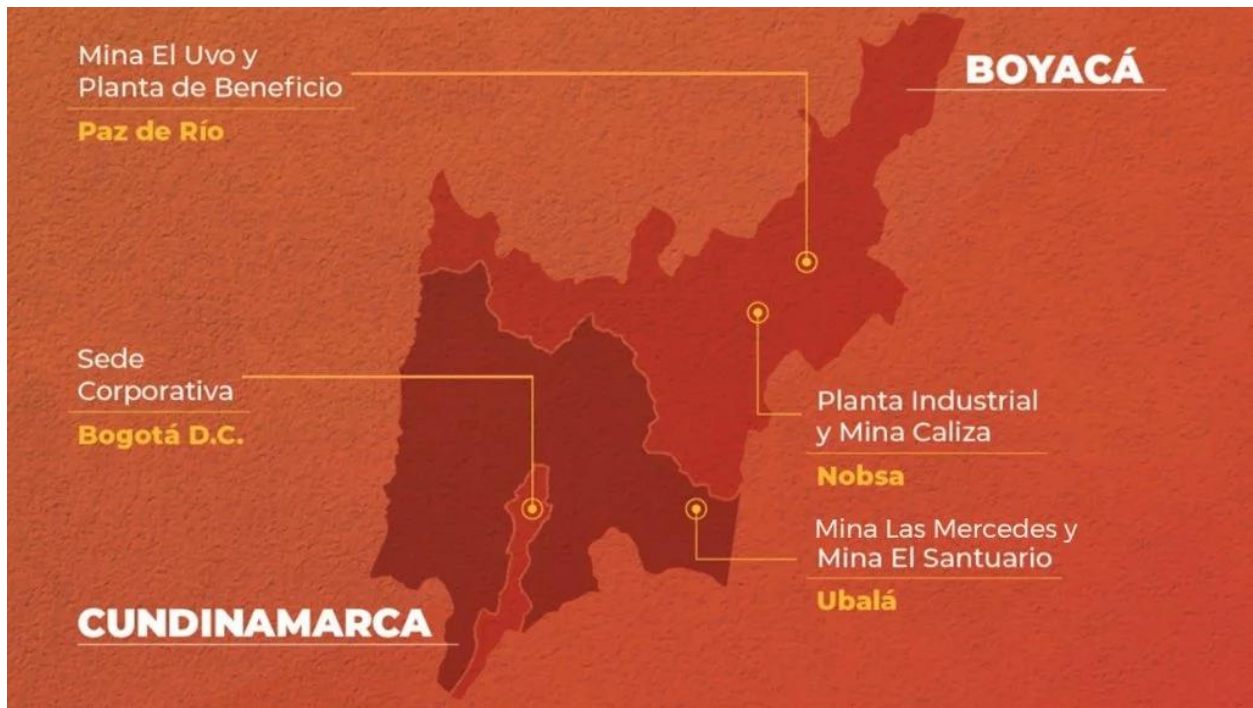 Mina El Uvo y
Planta de Beneficio
Paz de Río
BOYACÁ
Sede
Corporativa
Bogotá D.C.
Planta Industrial
y Mina Caliza
Nobsa
Mina Las Mercedes y
Mina El Santuario
Ubalá
CUNDINAMARCA